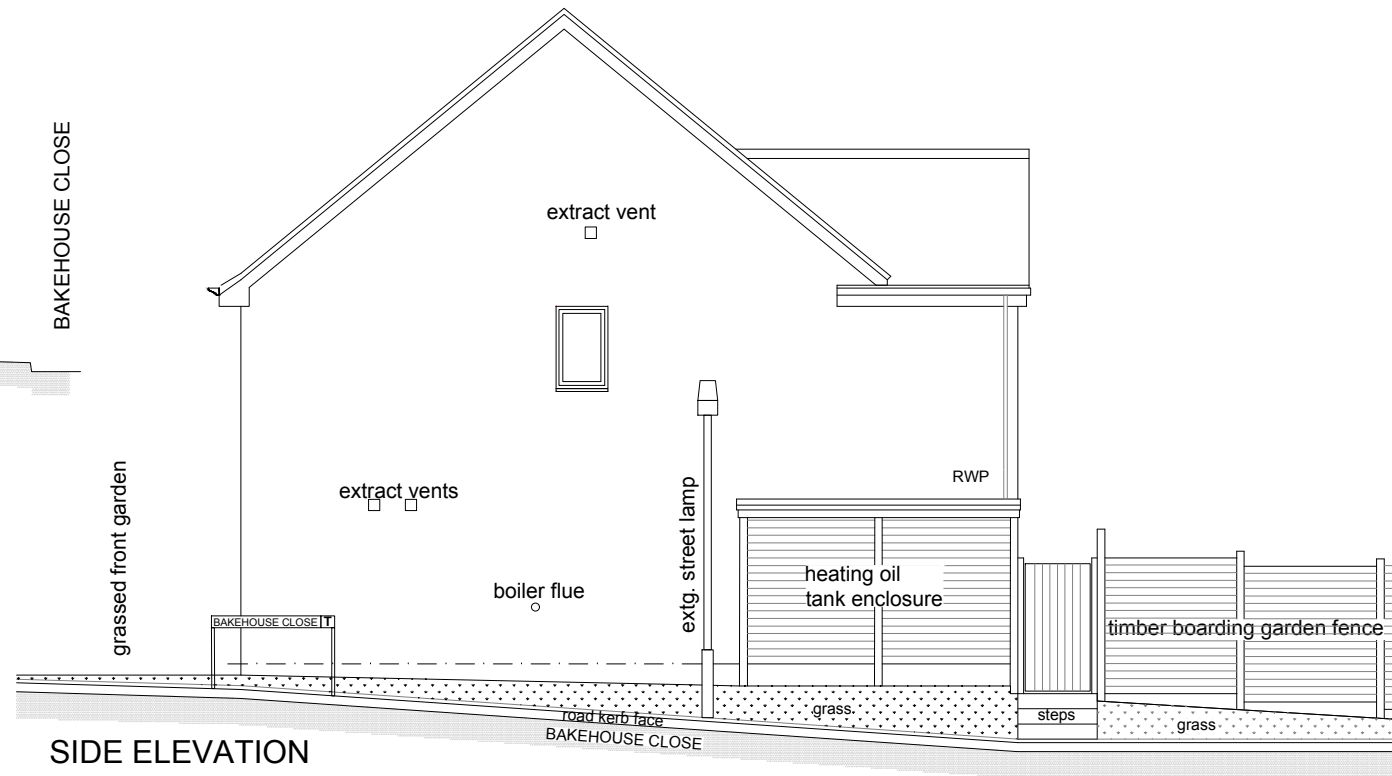 BAKEHOUSE CLOSE
extract vent
grassed front garden
extract vents
RWP
extg. street lamp
boiler flue
heating oil
tank enclosure
BAKEHOUSE CLOSE T
timber boarding garden fence
grass
road kerb face
BAKEHOUSE CLOSE
steps
grass
SIDE ELEVATION